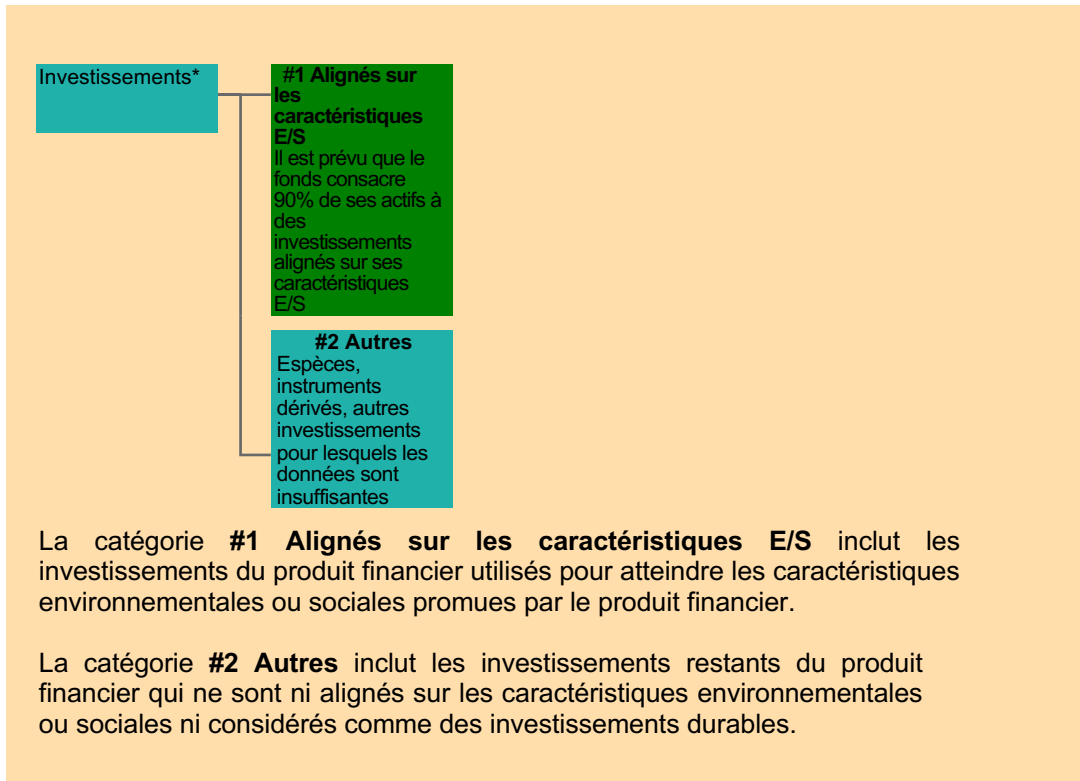 Investissements*
#1 Alignés sur
les
caractéristiques
E/S
Il est prévu que le
fonds consacre
90% de ses actifs à
des
investissements
alignés sur ses
caractéristiques
E/S
#2 Autres
Espèces,
instruments
dérivés, autres
investissements
pour lesquels les
données sont
insuffisantes
La catégorie #1 Alignés sur les caractéristiques E/S inclut les
investissements du produit financier utilisés pour atteindre les caractéristiques
environnementales ou sociales promues par le produit financier.
La catégorie #2 Autres inclut les investissements restants du produit
financier qui ne sont ni alignés sur les caractéristiques environnementales
ou sociales ni considérés comme des investissements durables.